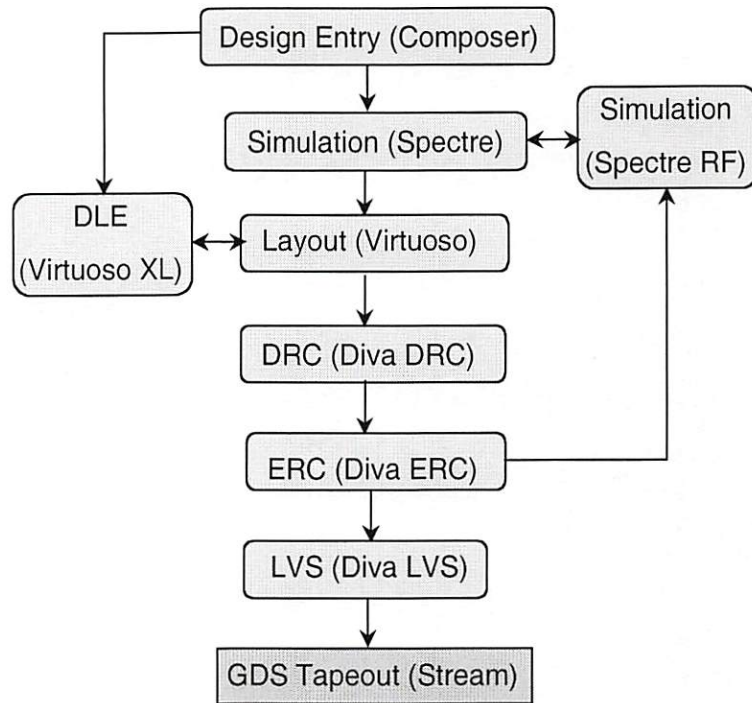 Design Entry (Composer)
Simulation (Spectre)
Simulation
(Spectre RF)
DLE
(Virtuoso XL)
Layout (Virtuoso)
DRC (Diva DRC)
ERC (Diva ERC)
LVS (Diva LVS)
GDS Tapeout (Stream)